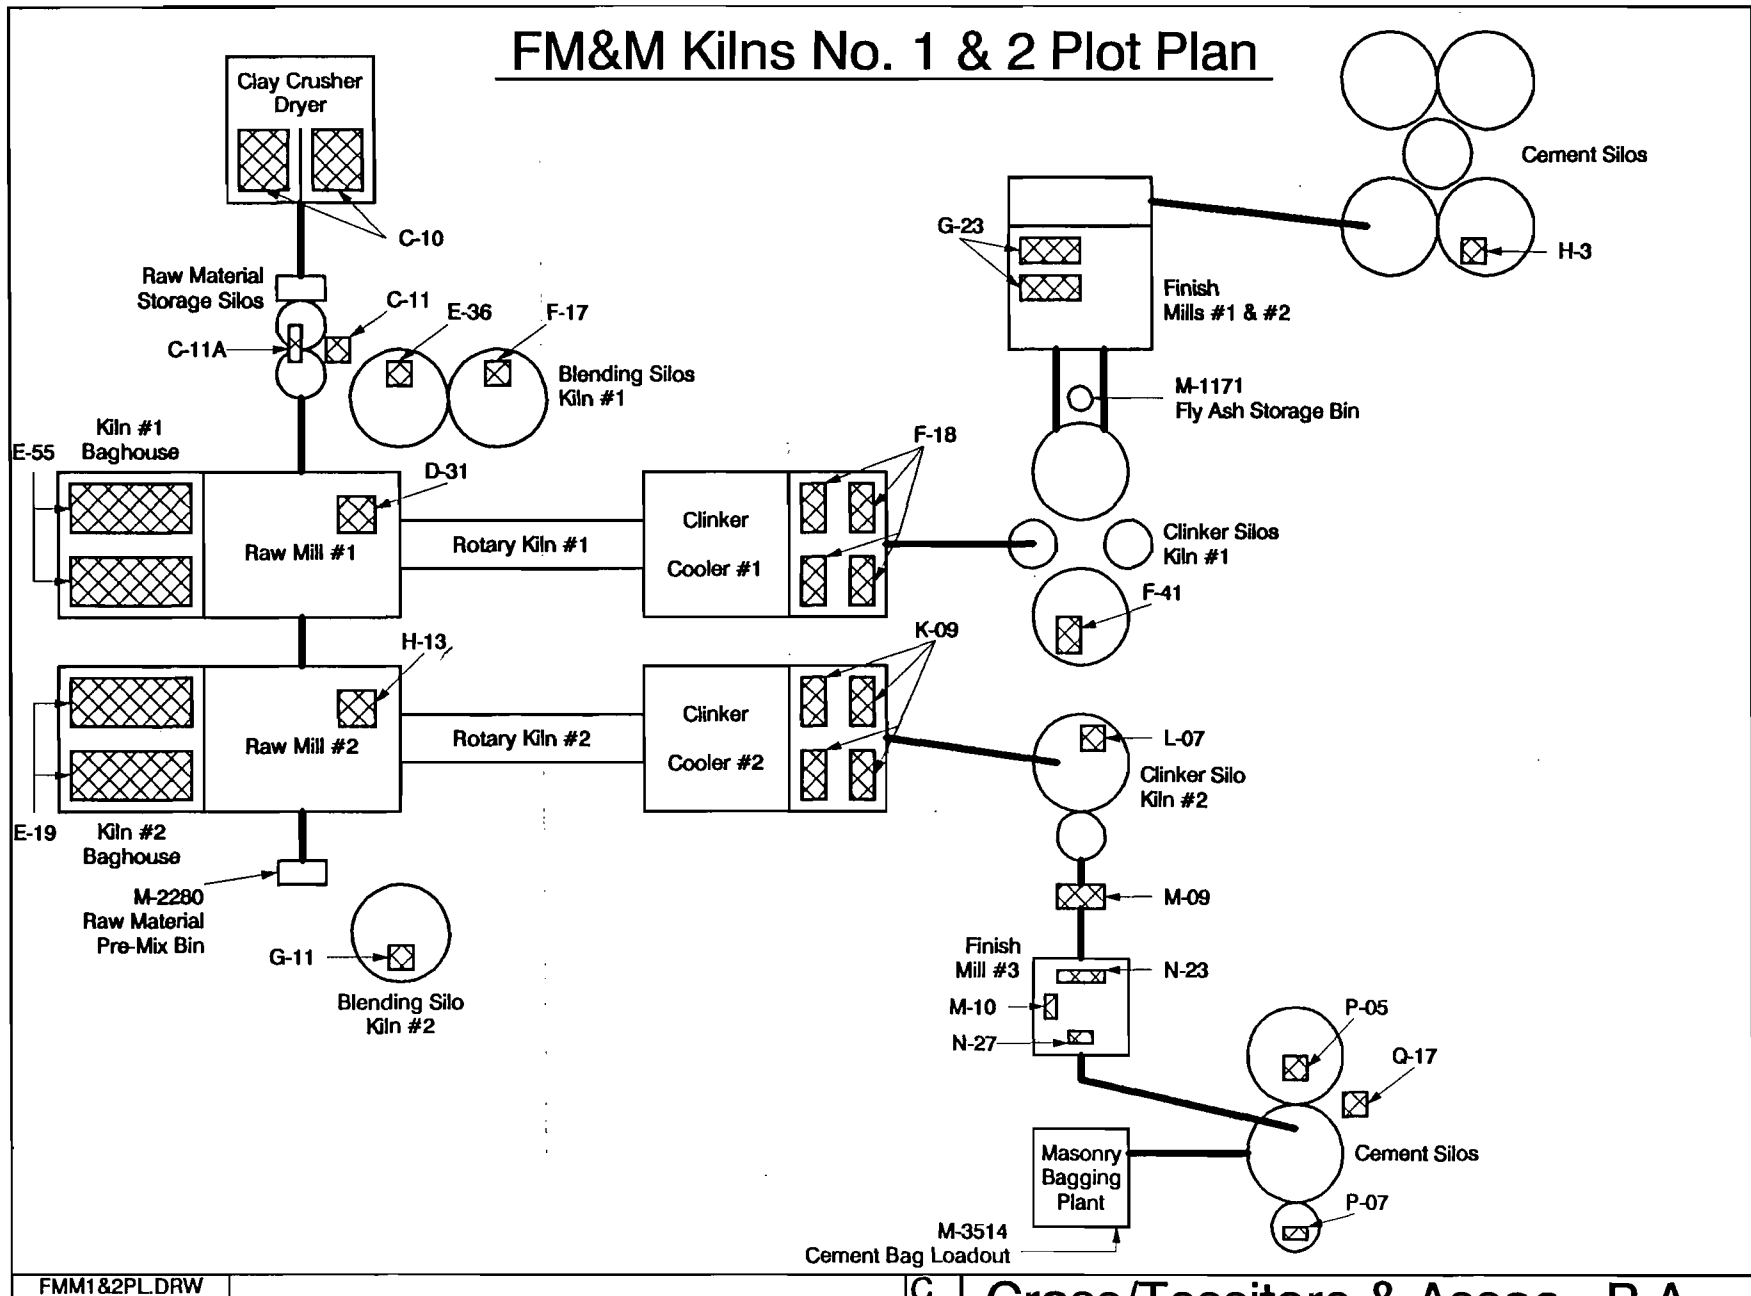 FM&M Kilns No. 1 & 2 Plot Plan
Clay Crusher
Dryer
C-10
Raw Material
Storage Silos
C-11
C-11A
E-36
F-17
Blending Silos
Kiln #1
Cement Silos
G-23
H-3
Finish
Mills #1 & #2
M-1171
Fly Ash Storage Bin
Kiln #1
Baghouse
E-55
D-31
F-18
Raw Mill #1
Rotary Kiln #1
Clinker
Cooler #1
Clinker Silos
Kiln #1
F-41
H-13
K-09
Raw Mill #2
Rotary Kiln #2
Clinker
Cooler #2
L-07
Clinker Silo
Kiln #2
E-19
Kiln #2
Baghouse
M-2280
Raw Material
Pre-Mix Bin
G-11
Blending Silo
Kiln #2
M-09
Finish
Mill #3
N-23
M-10
N-27
P-05
Q-17
Masonry
Bagging
Plant
Cement Silos
P-07
M-3514
Cement Bag Loadout
FMM1&2PL.DRW
C